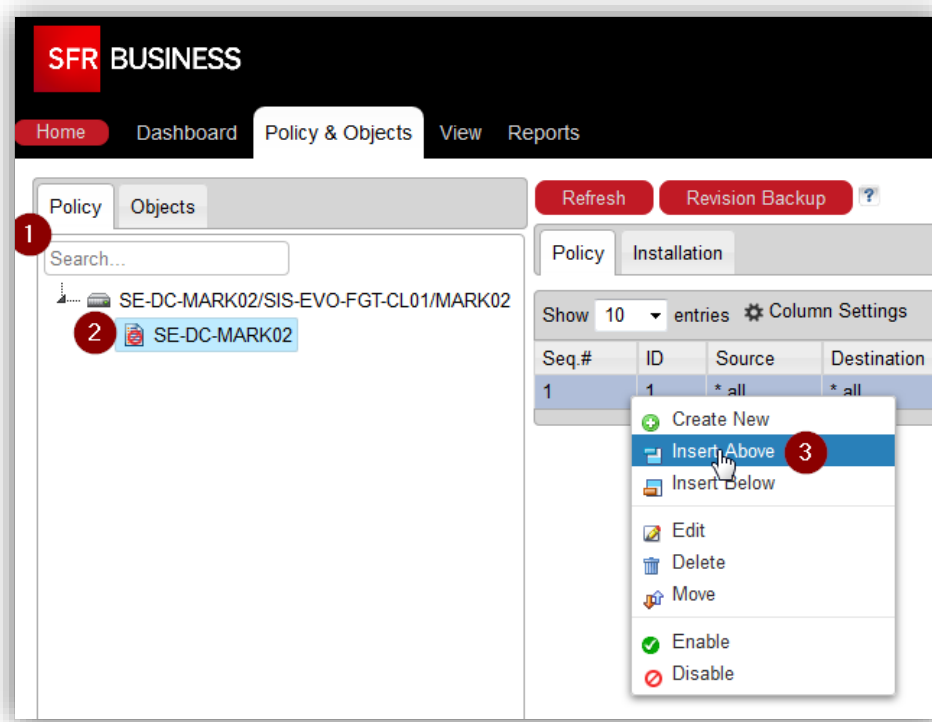 SFR BUSINESS
Home Dashboard Policy & Objects View Reports
Policy Objects
1
Search...
SE-DC-MARK02/SIS-EVO-FGT-CL01/MARK02
2 SE-DC-MARK02
Refresh Revision Backup ?
Policy Installation
Show 10 entries Column Settings
Seq.# ID Source Destination
1 1 * all * all
Create New
Insert Above 3
Insert Below
Edit
Delete
Move
Enable
Disable